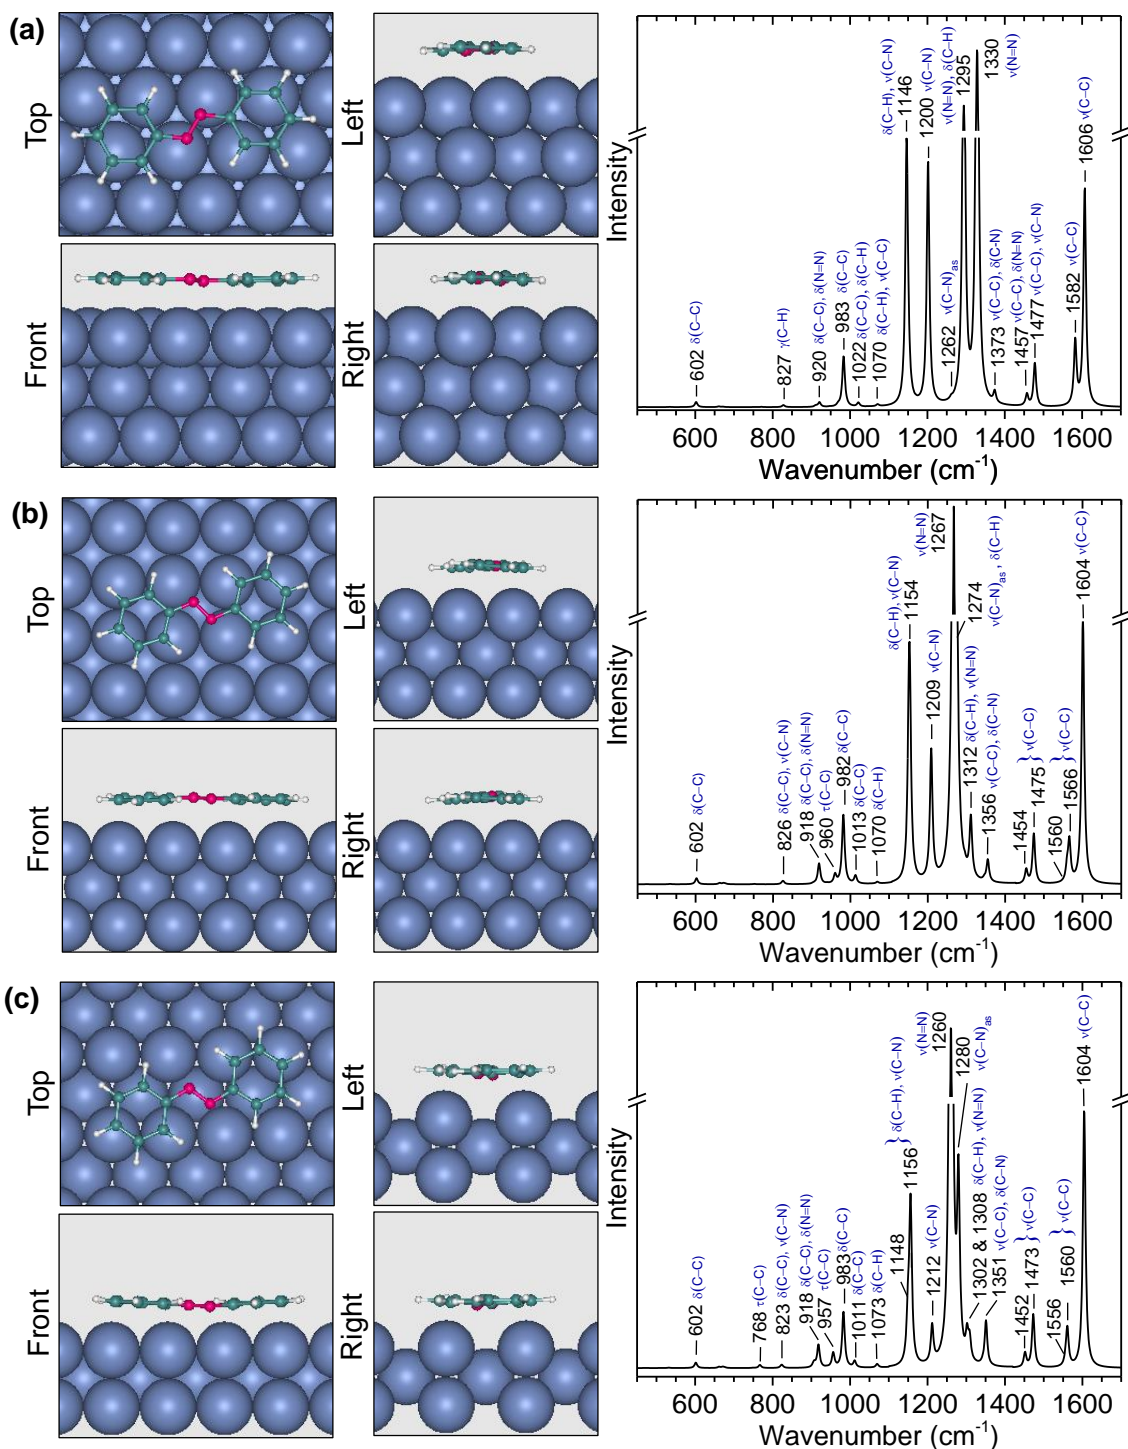 (a)
Top
Left
Front
Right
Intensity
602 δ(C–C)
827 γ(C–H)
920 δ(C–C), δ(N=N)
983 δ(C–C)
1022 δ(C–C), δ(C–H)
1070 δ(C–H), ν(C–C)
1146 δ(C–H), ν(C–N)
1200 ν(C–N)
1262 ν(C–N)as
1295 ν(N=N), δ(C–H)
1330 ν(N=N)
1373 ν(C–C), δ(C-N)
1457 ν(C–C), δ(N=N)
1477 ν(C–C), ν(C–N)
1582 ν(C–C)
1606 ν(C–C)
600 800 1000 1200 1400 1600
Wavenumber (cm-1)
(b)
Top
Left
Front
Right
Intensity
602 δ(C–C)
826 δ(C–C), ν(C–N)
918 δ(C–C), δ(N=N)
960 τ(C–C)
982 δ(C–C)
1013 δ(C–C)
1070 δ(C–H)
1154 δ(C–H), ν(C–N)
1209 ν(C–N)
1267 ν(N=N)
1274 ν(C–N)as , δ(C–H)
1312 δ(C–H), ν(N=N)
1356 ν(C–C), δ(C–N)
1454
1475 } ν(C–C)
1560
1566 } ν(C–C)
1604 ν(C–C)
600 800 1000 1200 1400 1600
Wavenumber (cm-1)
(c)
Top
Left
Front
Right
Intensity
602 δ(C–C)
768 τ(C–C)
823 δ(C–C), ν(C–N)
918 δ(C–C), δ(N=N)
957 τ(C–C)
983 δ(C–C)
1011 δ(C–C)
1073 δ(C–H)
1148
1156 } δ(C–H), ν(C–N)
1212 ν(C–N)
1260 ν(N=N)
1280 ν(C–N)as
1302 & 1308 δ(C–H), ν(N=N)
1351 ν(C–C), δ(C–N)
1452
1473 } ν(C–C)
1556
1560 } ν(C–C)
1604 ν(C–C)
600 800 1000 1200 1400 1600
Wavenumber (cm-1)